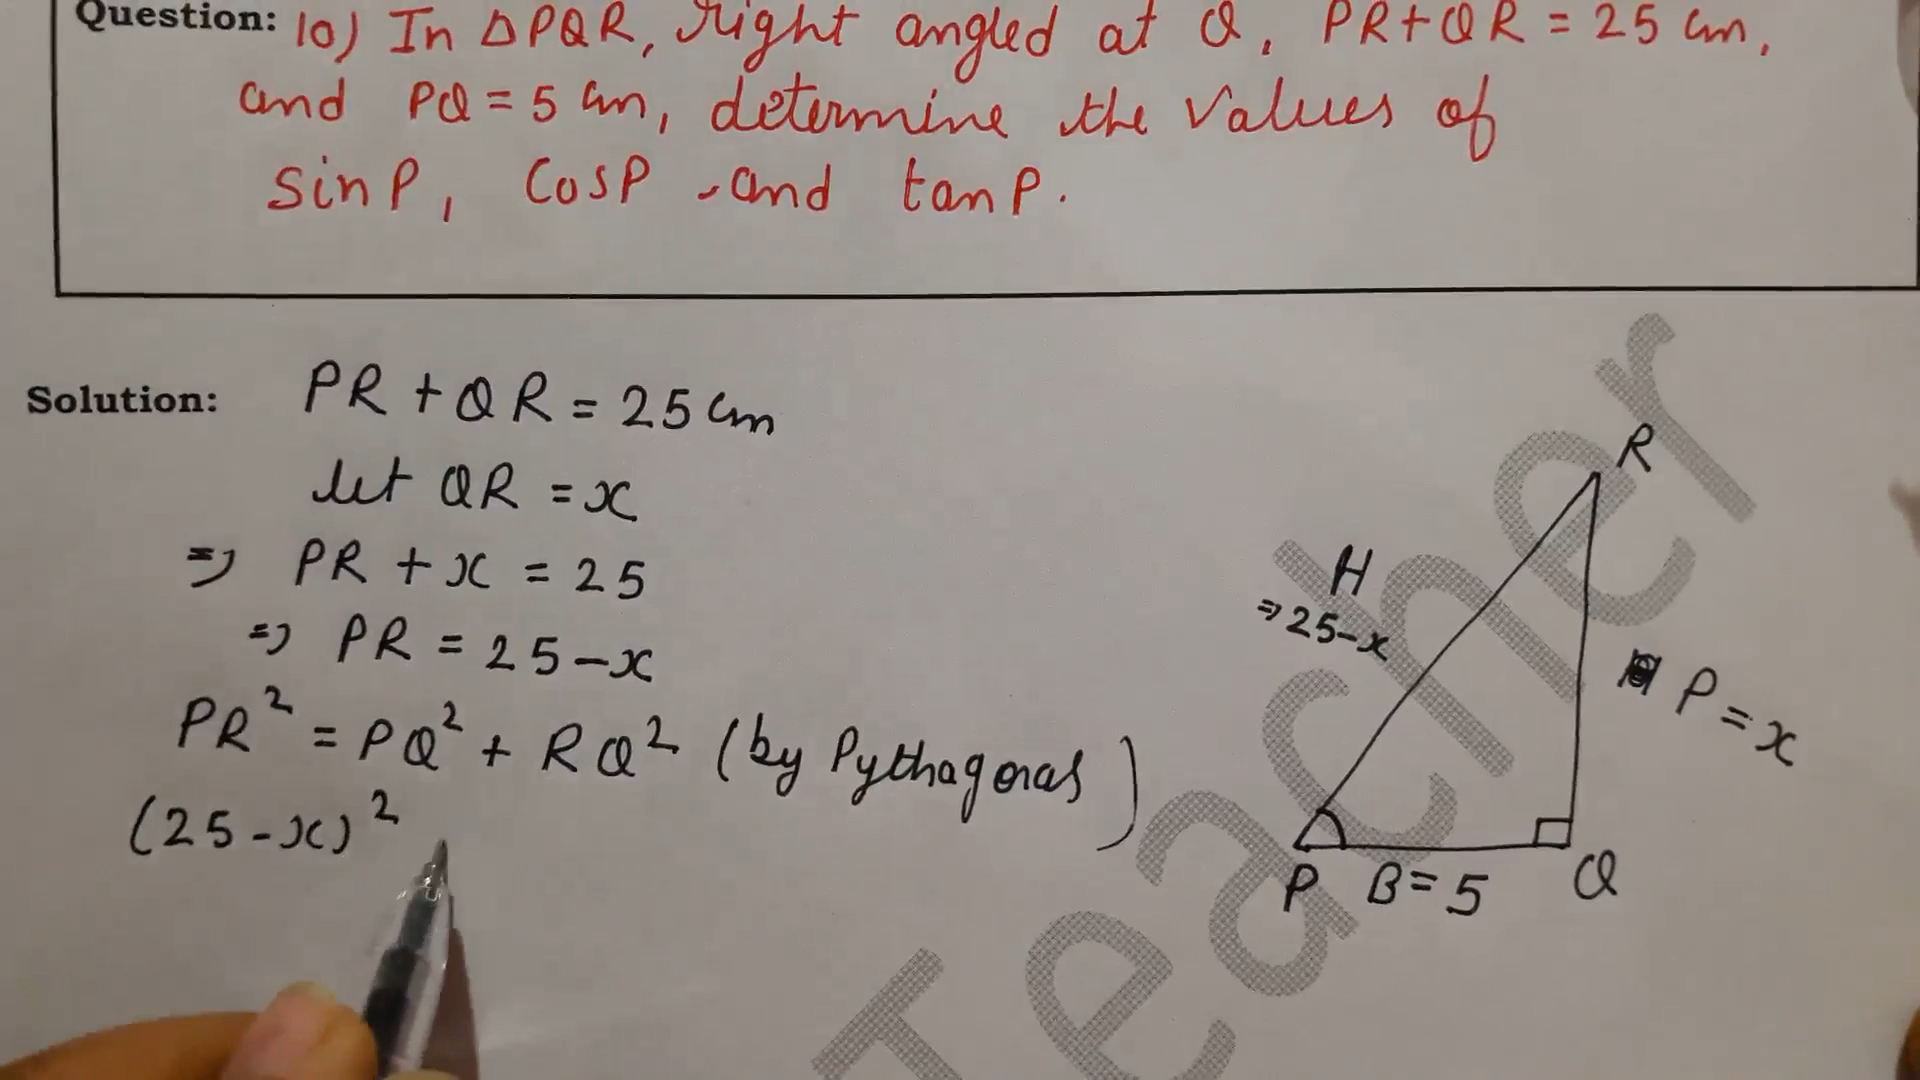 Question: 10) In △PQR, right angled at Q, PR+QR = 25 cm,
and PQ = 5 cm, determine the values of
sin P, cos P and tan P.
Solution: PR + QR = 25 cm
let QR = x
⇒ PR + x = 25
⇒ PR = 25 - x
PR² = PQ² + RQ² (by Pythagoras)
(25 - x)²
R
H
⇒ 25-x
P = x
P B = 5 Q
Teacher